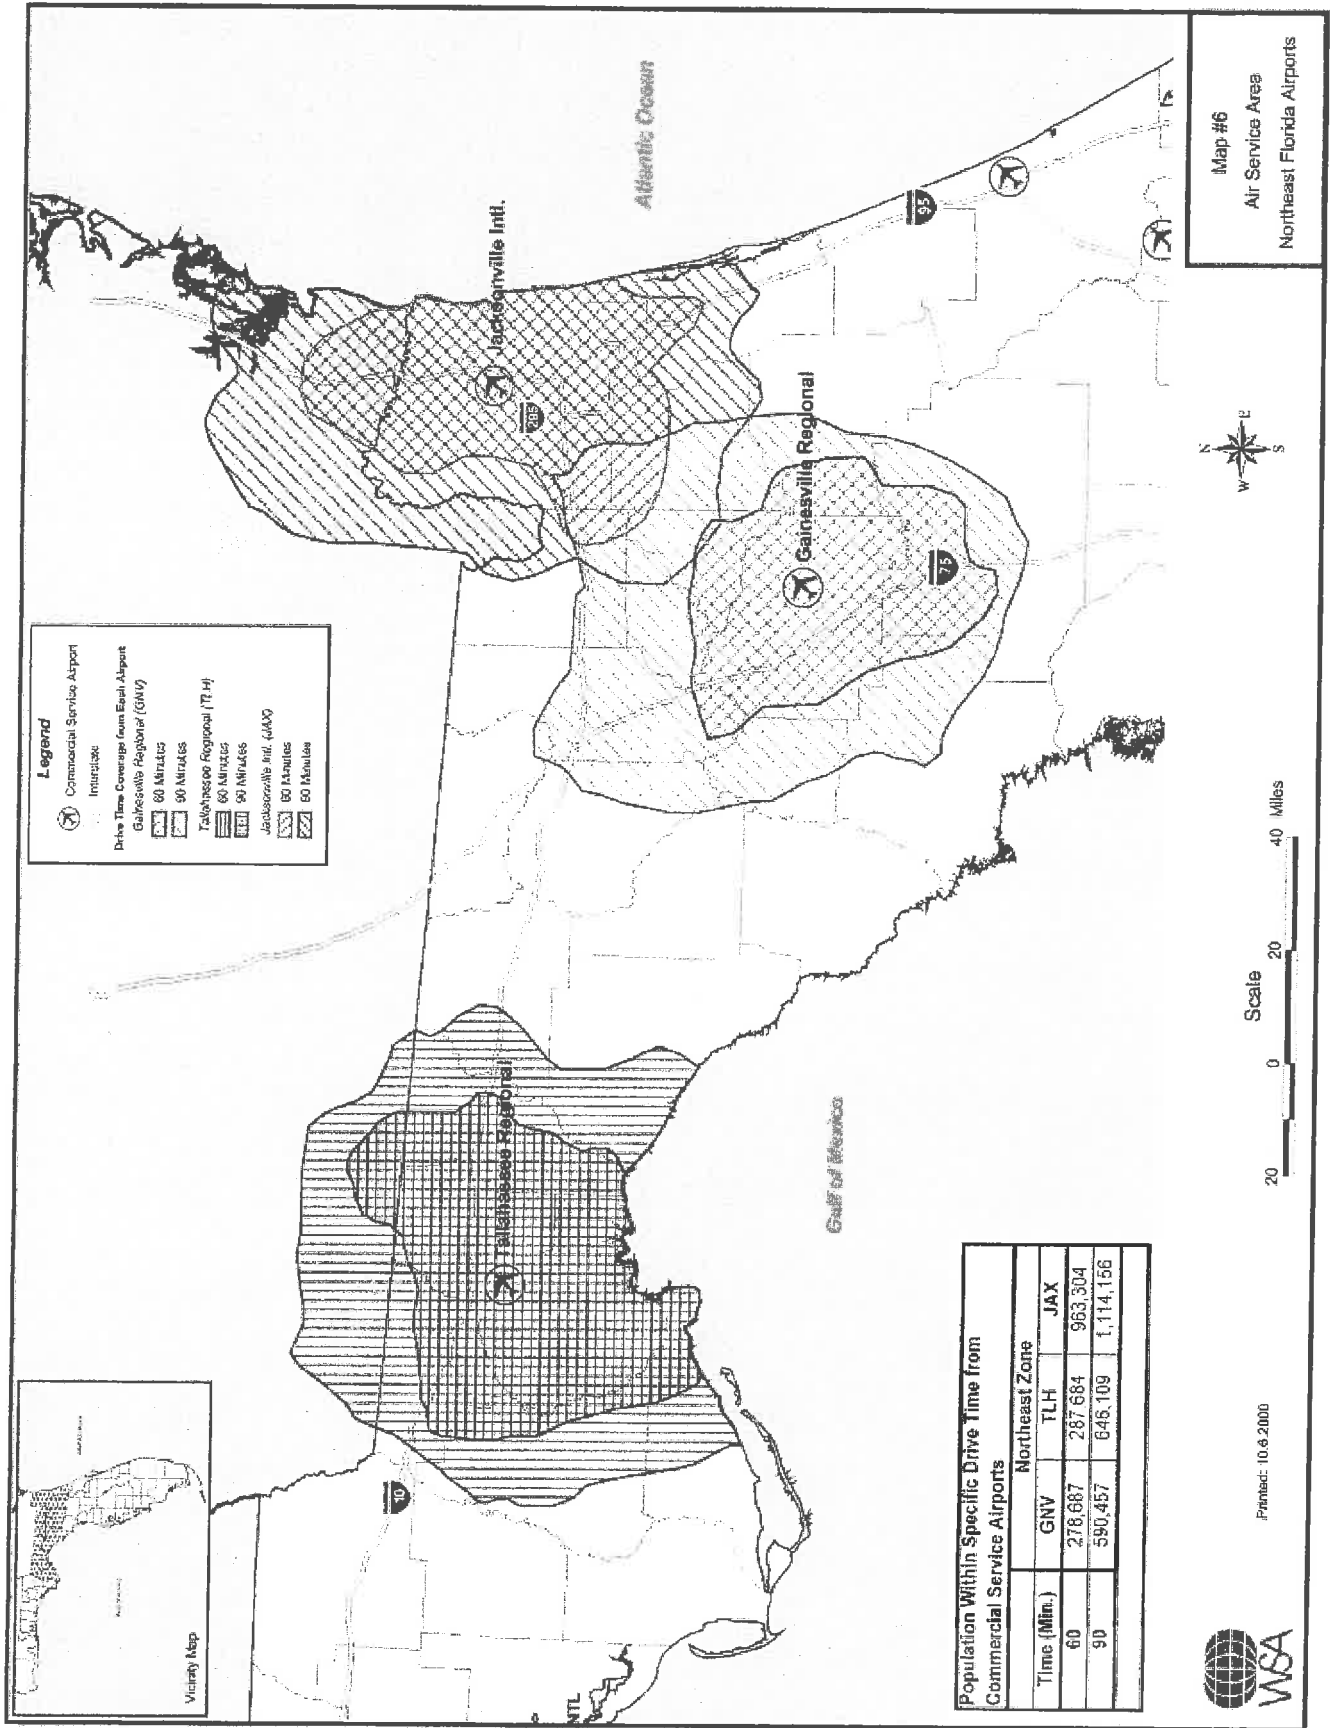 Vicinity Map
Legend
Commercial Service Airport
Interstate
Drive Time Coverage from Each Airport
Gainesville Regional (GNV)
60 Minutes
90 Minutes
Tallahassee Regional (TLH)
60 Minutes
90 Minutes
Jacksonville Intl. (JAX)
60 Minutes
90 Minutes
Atlantic Ocean
Jacksonville Intl.
295
Tallahassee Regional
Gainesville Regional
10
75
95
Gulf of Mexico
NTL
Population Within Specific Drive Time from
Commercial Service Airports
Northeast Zone
Time (Min.) GNV TLH JAX
60 278,687 287,684 963,304
90 590,457 646,109 1,114,156
Scale
20 0 20 40 Miles
N
W E
S
WSA
Printed: 10.6.2000
Map #6
Air Service Area
Northeast Florida Airports